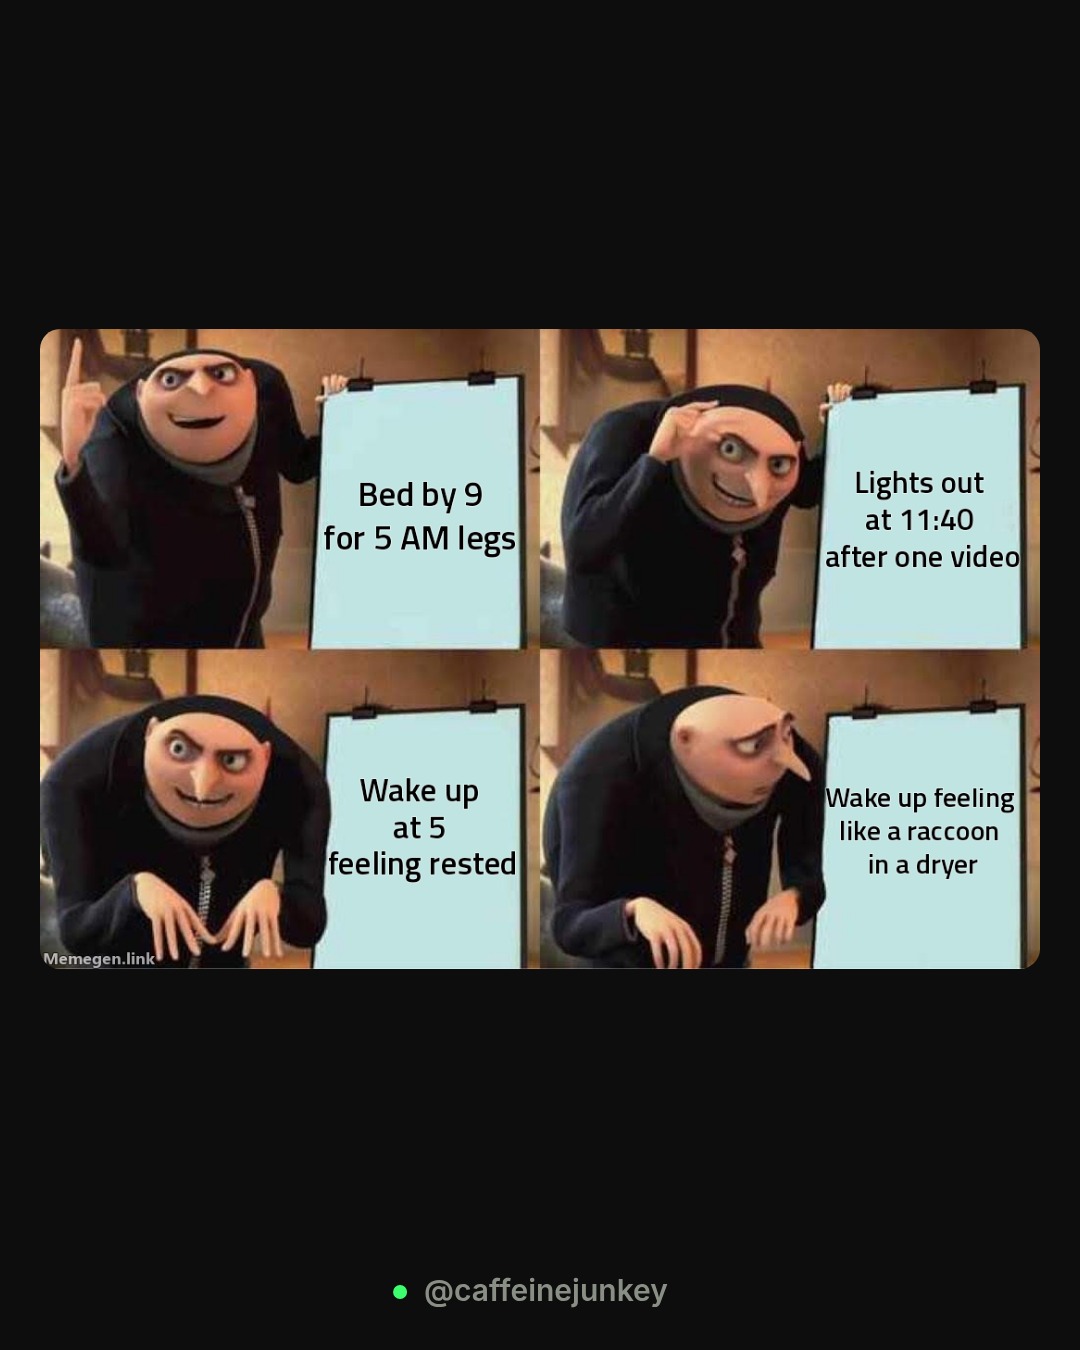 Bed by 9
for 5 AM legs
Lights out
at 11:40
after one video
Wake up
at 5
feeling rested
Wake up feeling
like a raccoon
in a dryer
Memegen.link
@caffeinejunkey